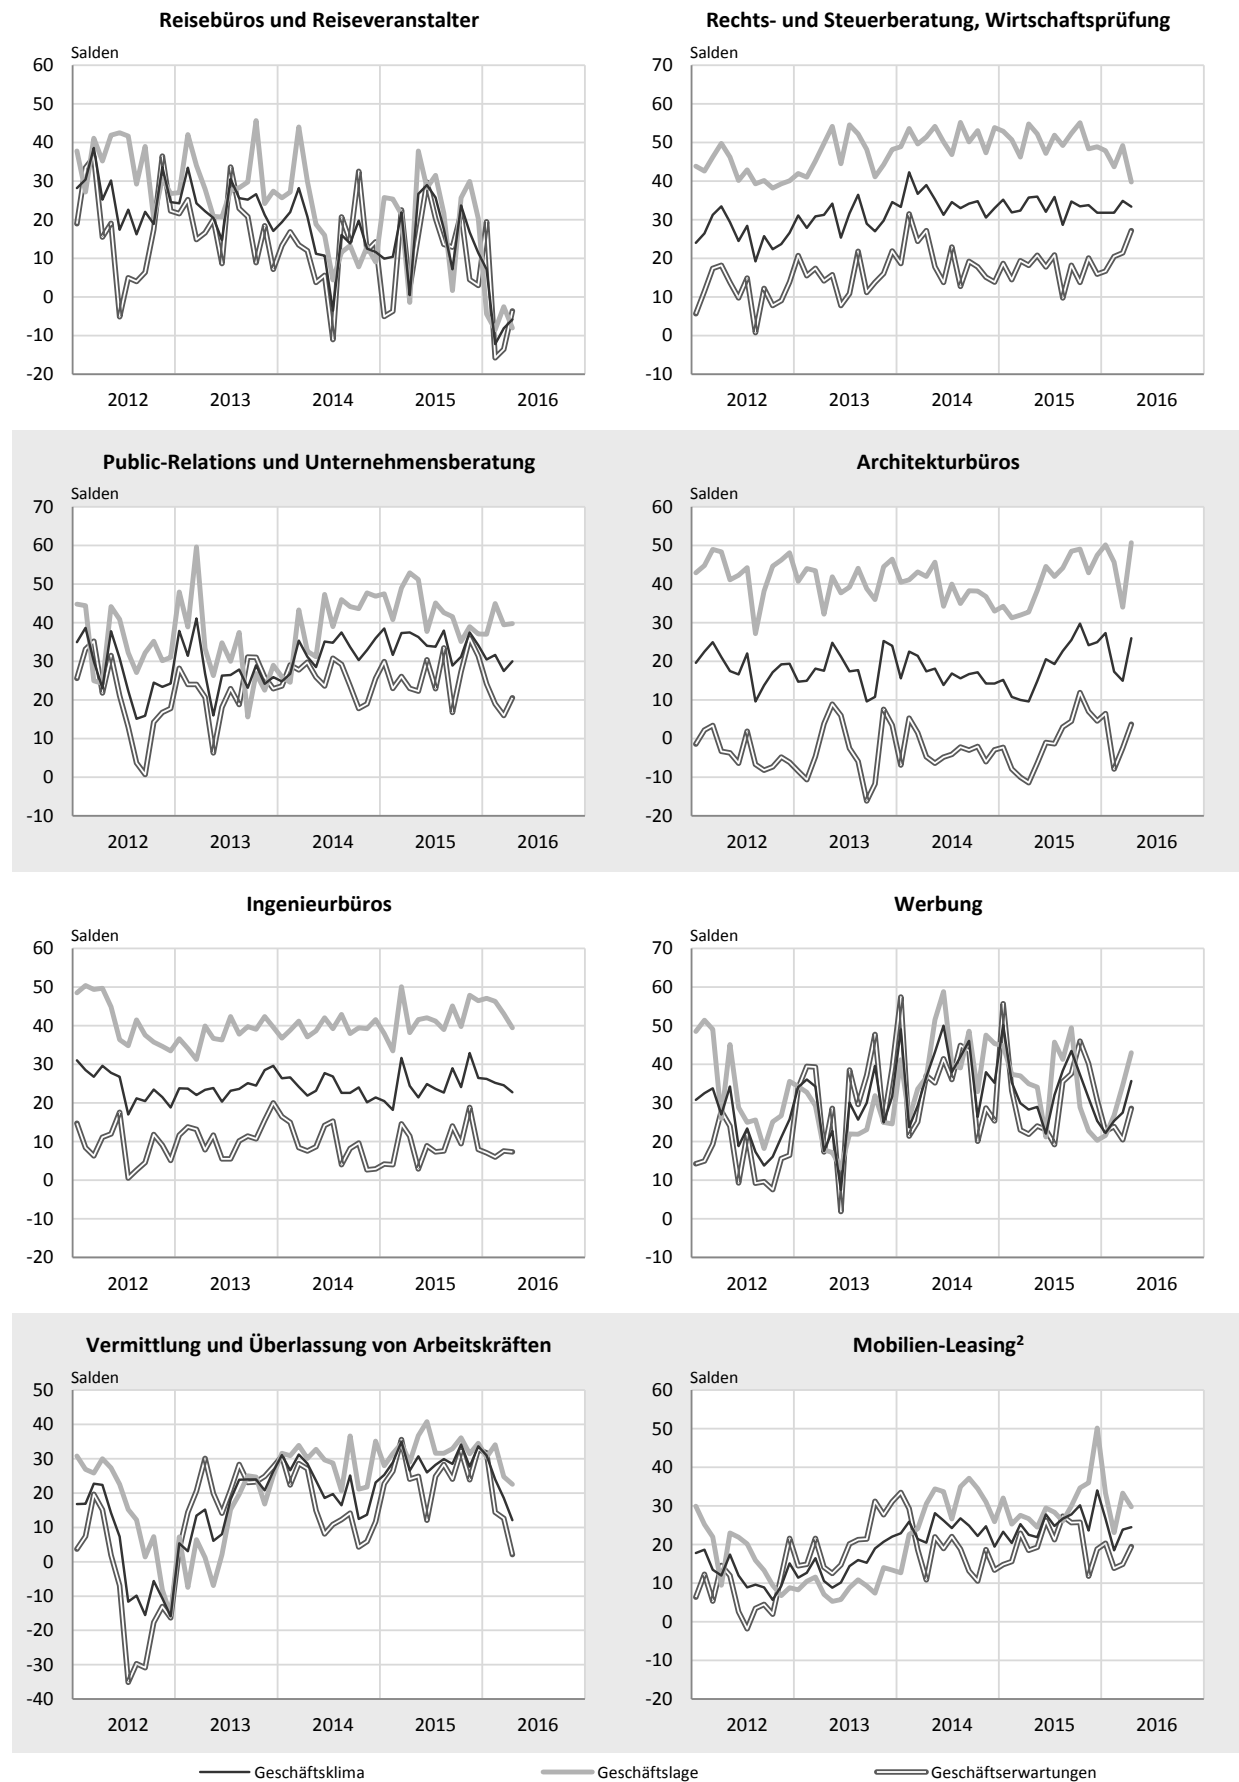 Reisebüros und Reiseveranstalter
Salden
60
50
40
30
20
10
0
-10
-20
2012 2013 2014 2015 2016
Rechts- und Steuerberatung, Wirtschaftsprüfung
Salden
70
60
50
40
30
20
10
0
-10
2012 2013 2014 2015 2016
Public-Relations und Unternehmensberatung
Salden
70
60
50
40
30
20
10
0
-10
2012 2013 2014 2015 2016
Architekturbüros
Salden
60
50
40
30
20
10
0
-10
-20
2012 2013 2014 2015 2016
Ingenieurbüros
Salden
60
50
40
30
20
10
0
-10
-20
2012 2013 2014 2015 2016
Werbung
Salden
70
60
50
40
30
20
10
0
-10
2012 2013 2014 2015 2016
Vermittlung und Überlassung von Arbeitskräften
Salden
50
40
30
20
10
0
-10
-20
-30
-40
2012 2013 2014 2015 2016
Mobilien-Leasing²
Salden
60
50
40
30
20
10
0
-10
-20
2012 2013 2014 2015 2016
Geschäftsklima Geschäftslage Geschäftserwartungen